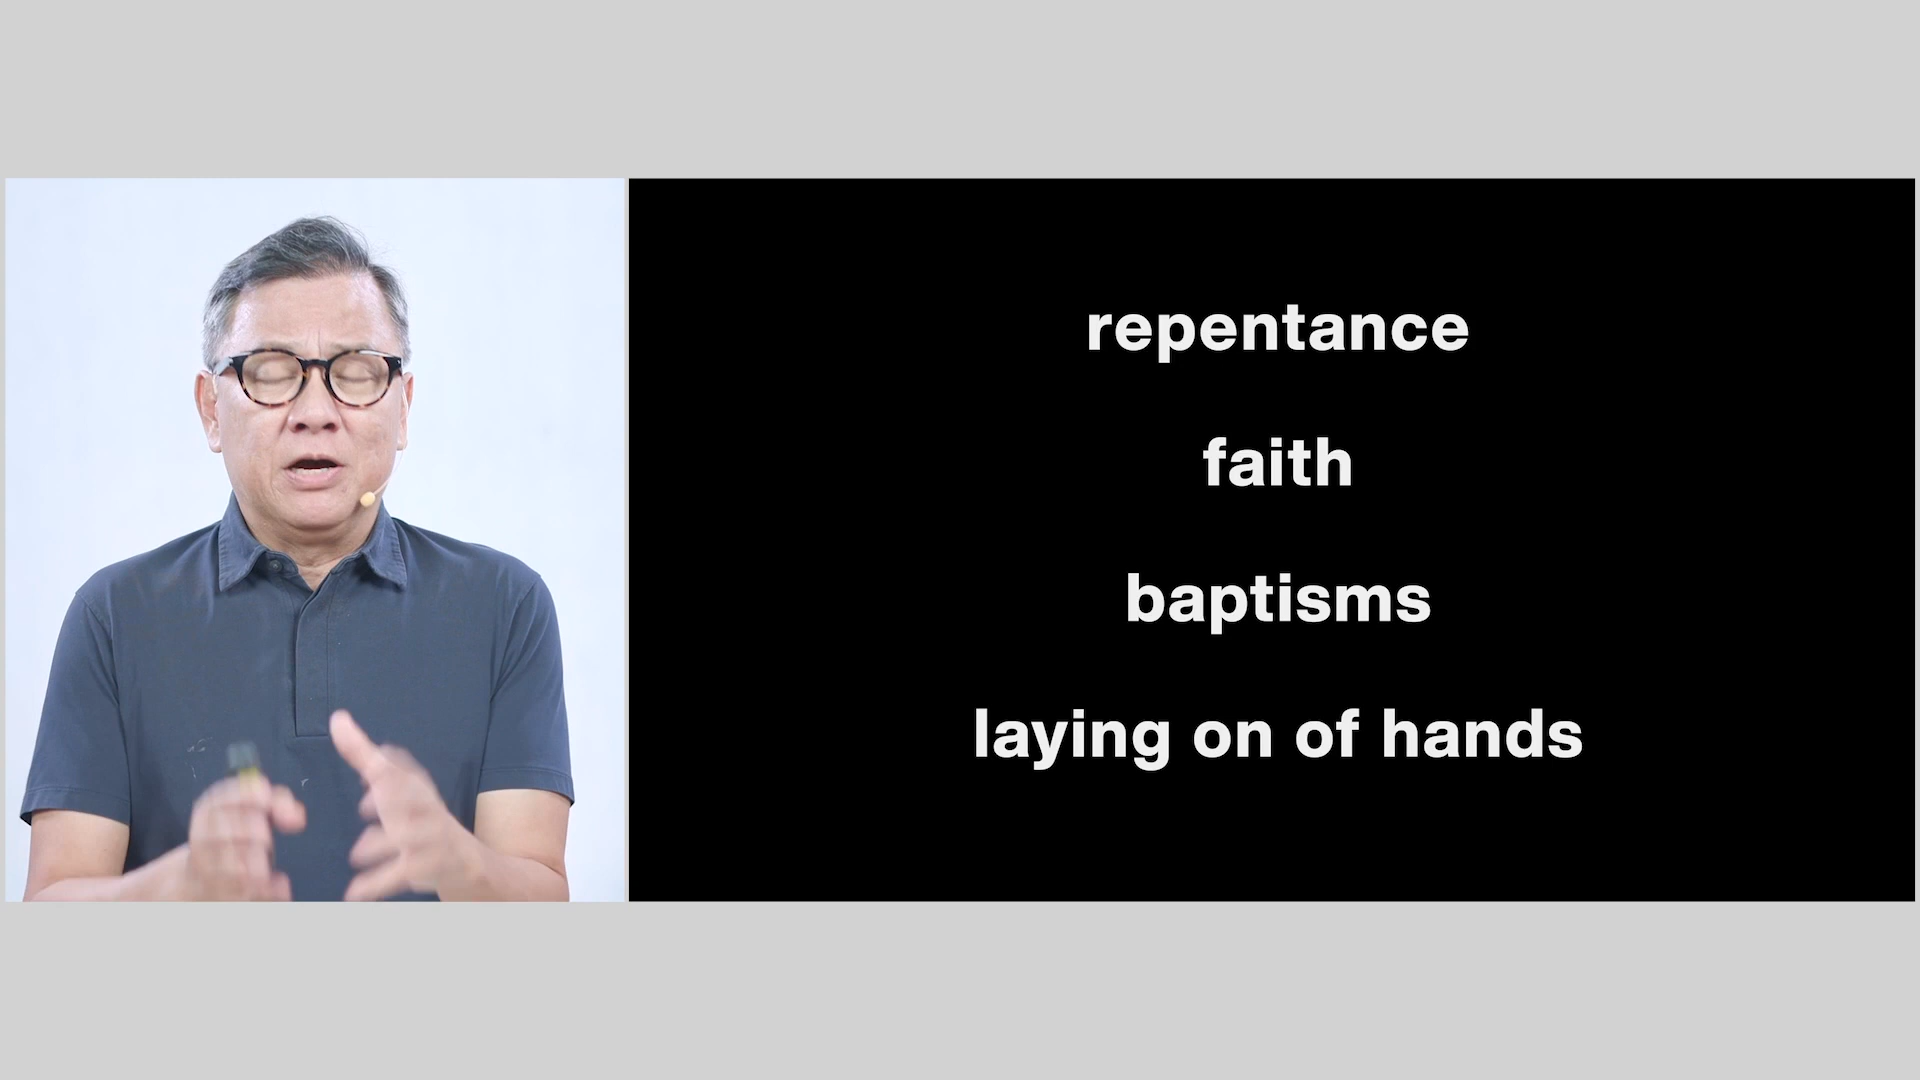 repentance
faith
baptisms
laying on of hands